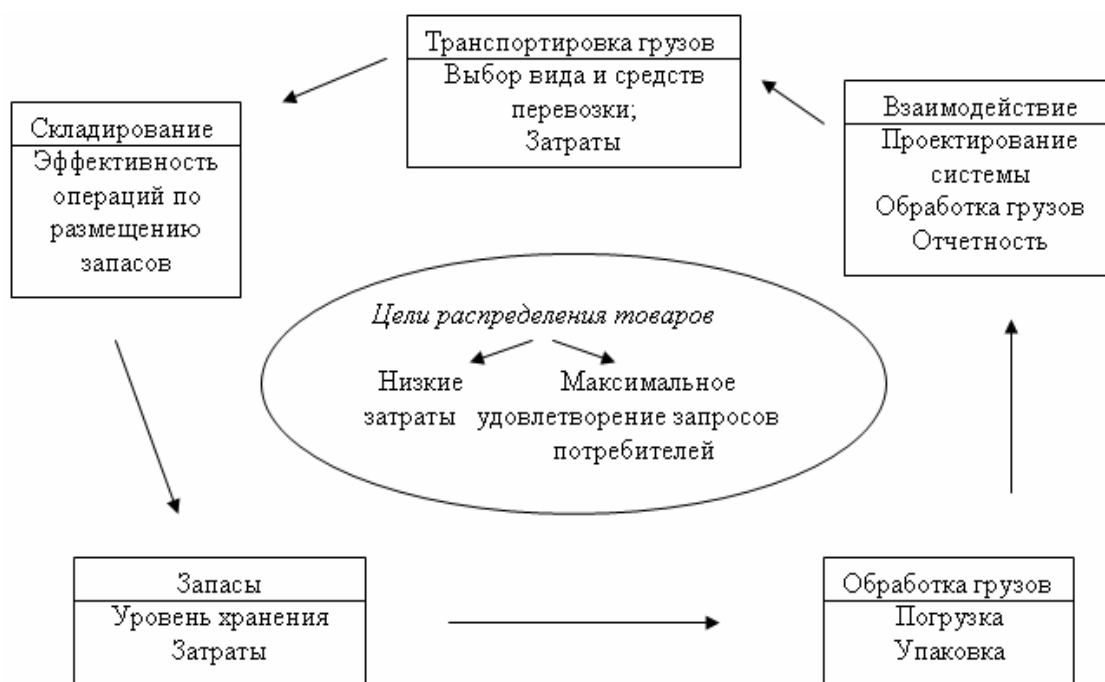 Транспортировка грузов
Выбор вида и средств
перевозки;
Затраты
Складирование
Эффективность
операций по
размещению
запасов
Взаимодействие
Проектирование
системы
Обработка грузов
Отчетность
Цели распределения товаров
Низкие
затраты
Максимальное
удовлетворение запросов
потребителей
Запасы
Уровень хранения
Затраты
Обработка грузов
Погрузка
Упаковка